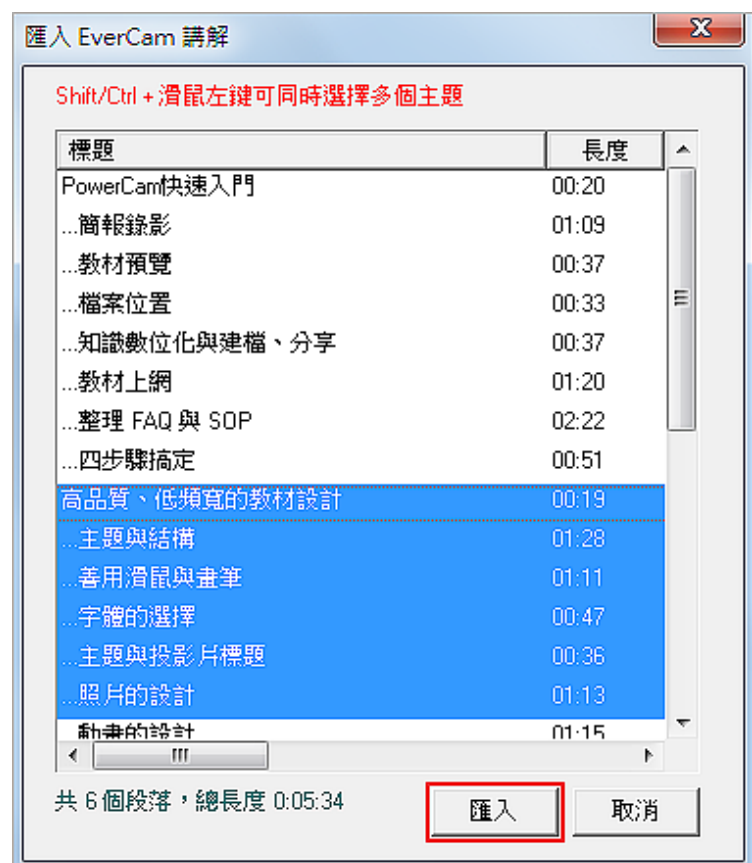 匯入 EverCam 講解
Shift/Ctrl + 滑鼠左鍵可同時選擇多個主題
標題 長度
PowerCam快速入門 00:20
...簡報錄影 01:09
...教材預覽 00:37
...檔案位置 00:33
...知識數位化與建檔、分享 00:37
...教材上網 01:20
...整理 FAQ 與 SOP 02:22
...四步驟搞定 00:51
高品質、低頻寬的教材設計 00:19
...主題與結構 01:28
...善用滑鼠與畫筆 01:11
...字體的選擇 00:47
...主題與投影片標題 00:36
...照片的設計 01:13
動畫的設計 01:15
共 6 個段落，總長度 0:05:34
匯入 取消